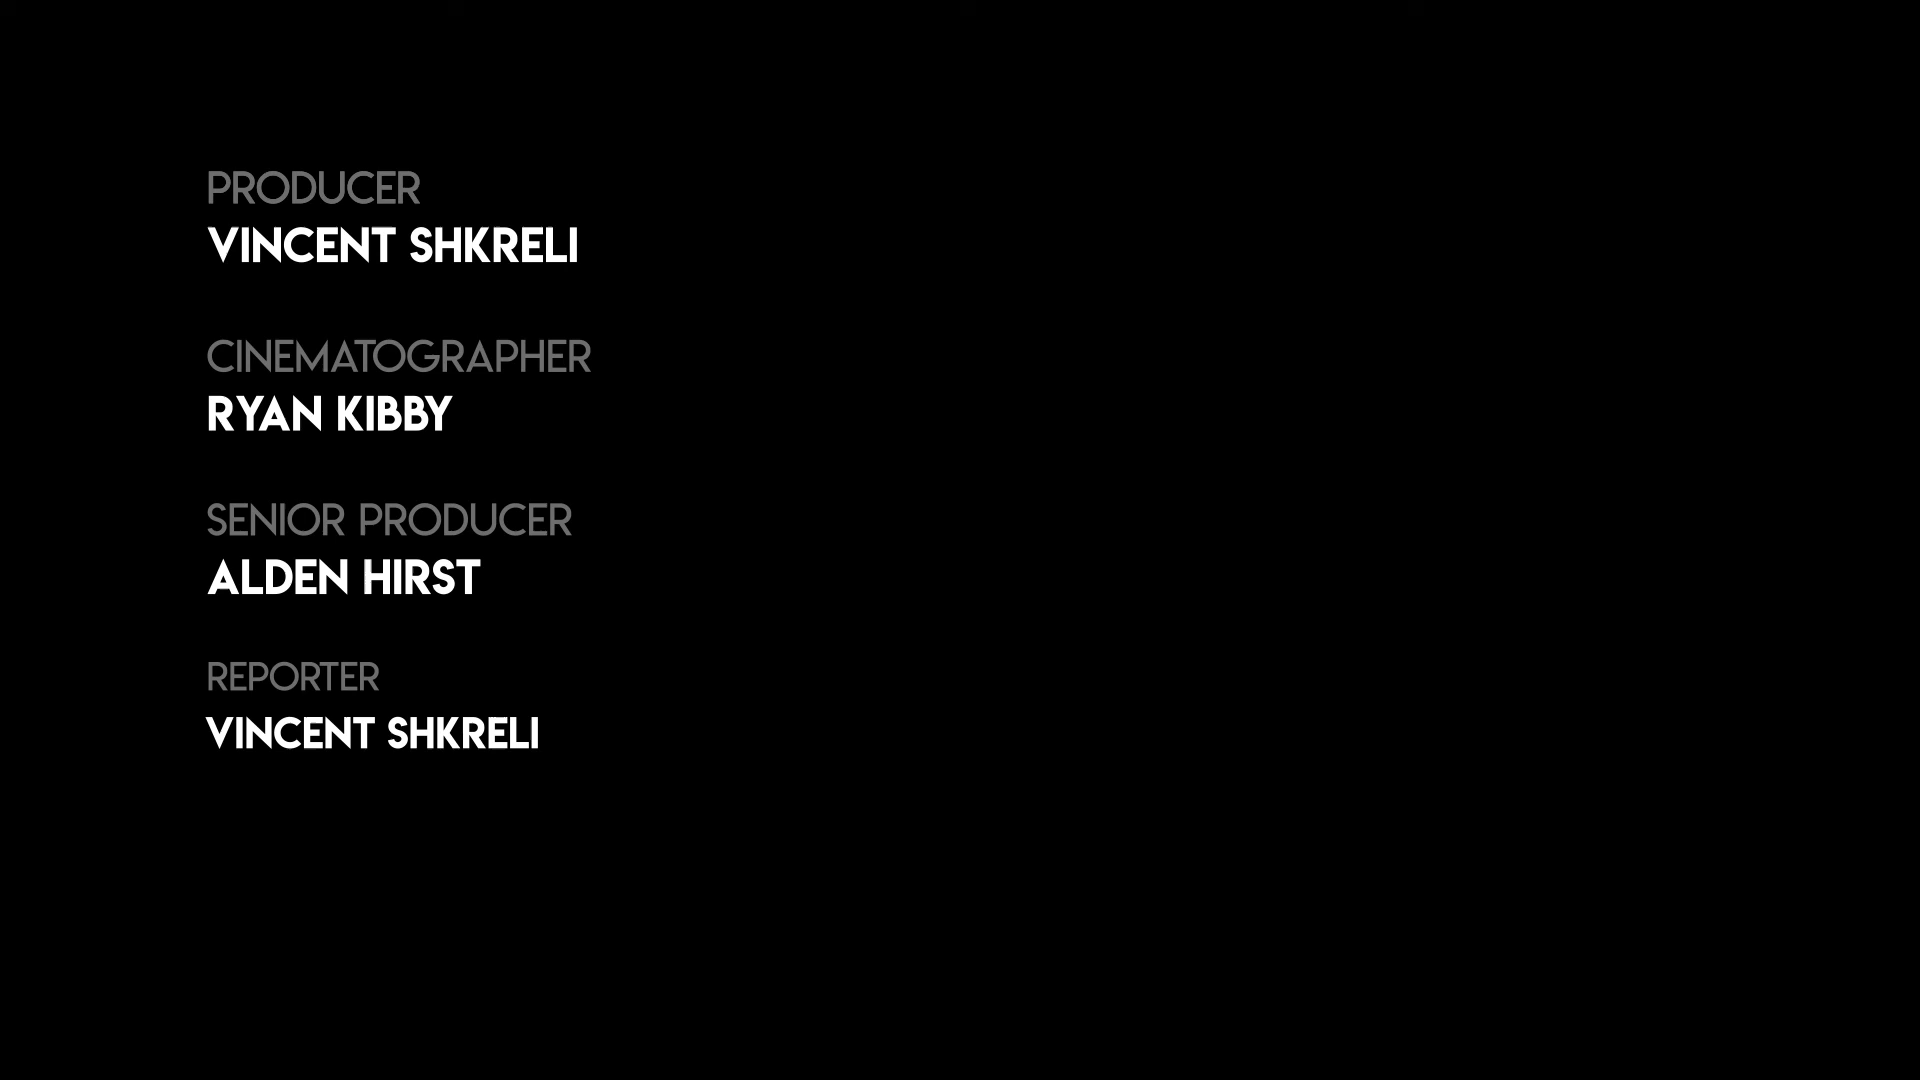 PRODUCER
VINCENT SHKRELI
CINEMATOGRAPHER
RYAN KIBBY
SENIOR PRODUCER
ALDEN HIRST
REPORTER
VINCENT SHKRELI